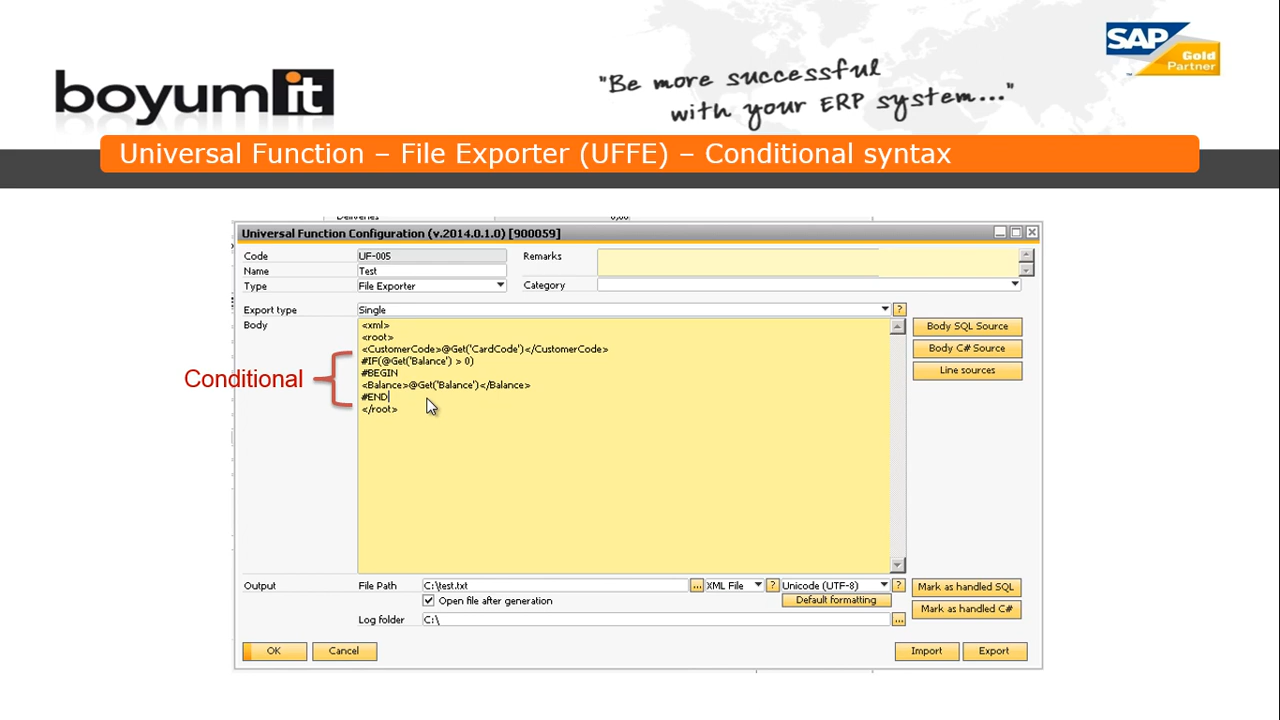 boyum it
"Be more successful
with your ERP system..."
SAP Gold
Partner
Universal Function – File Exporter (UFFE) – Conditional syntax
Deliveries 0,00
Universal Function Configuration (v.2014.0.1.0) [900059]
Code UF-005 Remarks
Name Test
Type File Exporter Category
Export type Single ?
Body Body SQL Source
Body C# Source
Line sources
<xml>
<root>
<CustomerCode>@Get('CardCode')</CustomerCode>
#IF(@Get('Balance') > 0)
#BEGIN
<Balance>@Get('Balance')</Balance>
#END
</root>
Conditional
Output File Path C:\test.txt ... XML File ? Unicode (UTF-8) ? Mark as handled SQL
Open file after generation Default formatting Mark as handled C#
Log folder C:\ ...
OK Cancel Import Export